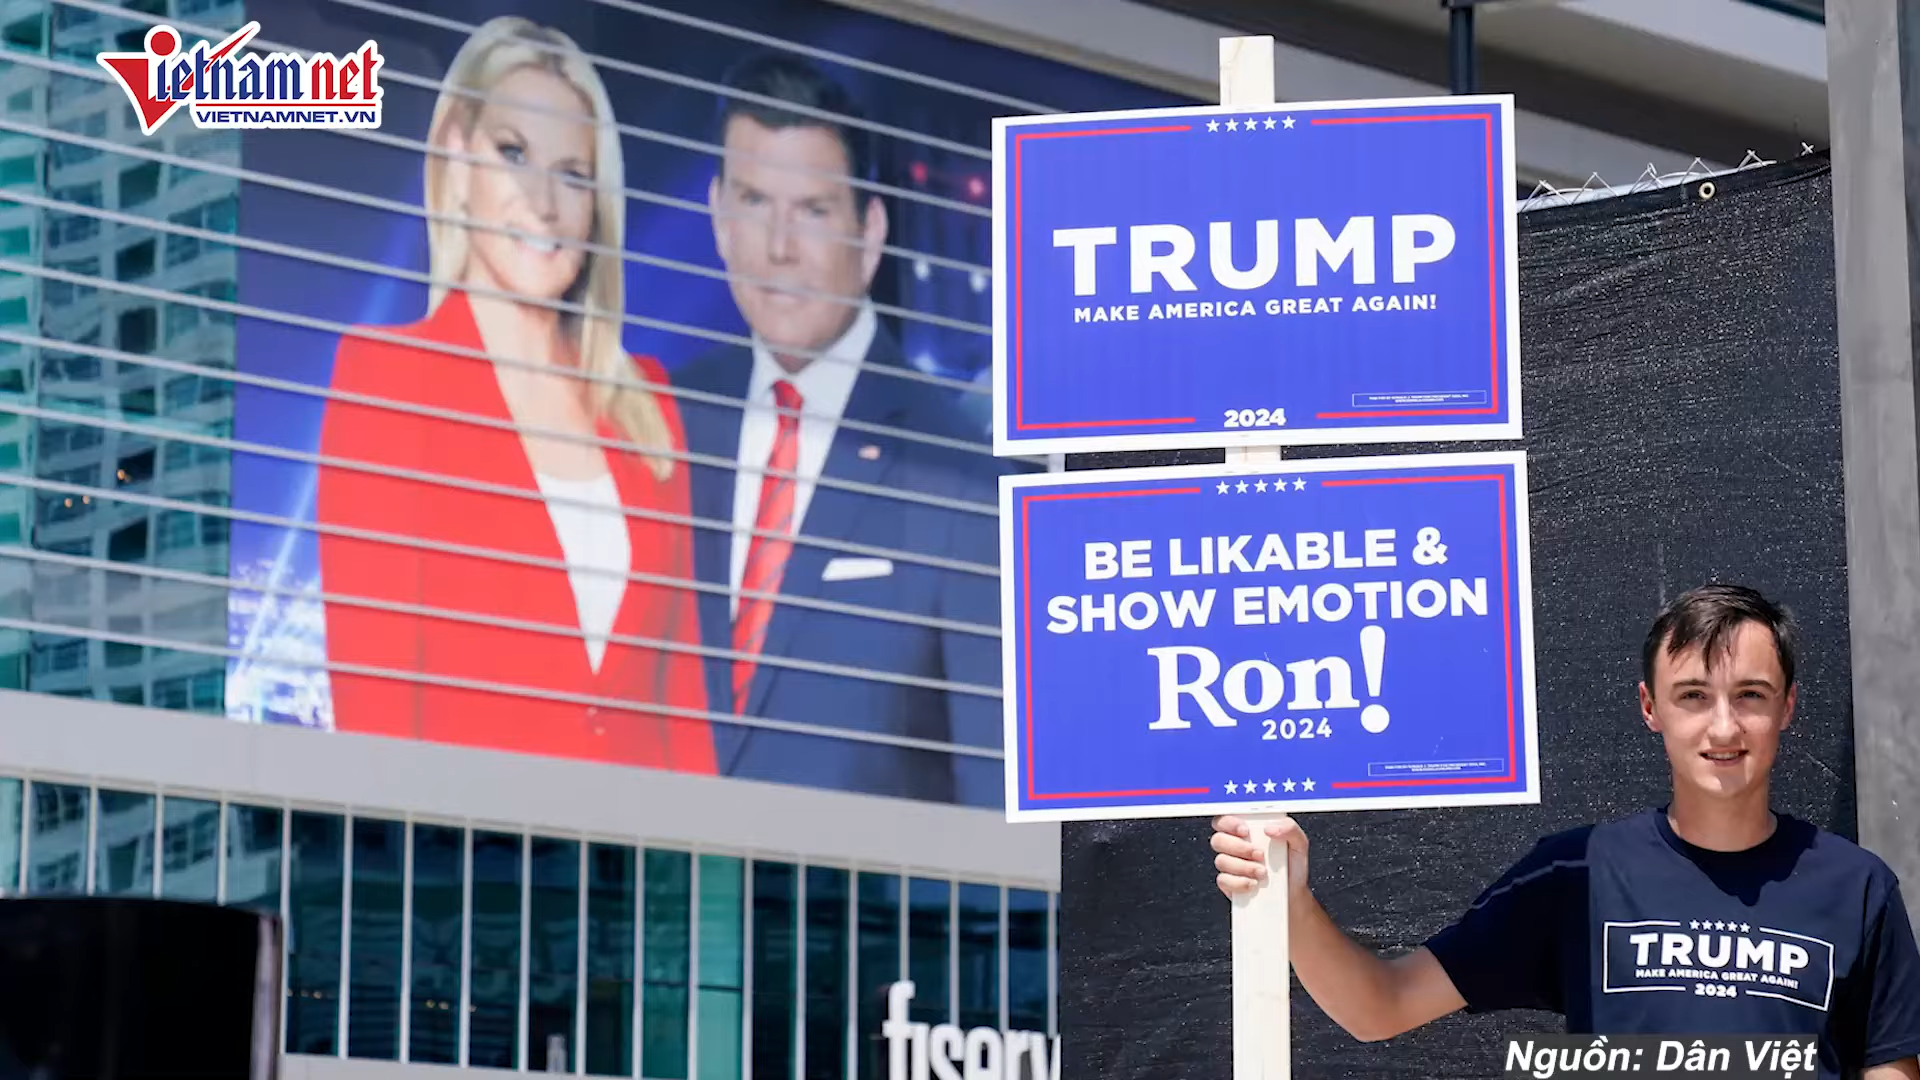 Vietnamnet
VIETNAMNET.VN
TRUMP
MAKE AMERICA GREAT AGAIN!
2024
BE LIKABLE &
SHOW EMOTION
Ron!
2024
TRUMP
MAKE AMERICA GREAT AGAIN!
2024
fiserv
Nguồn: Dân Việt